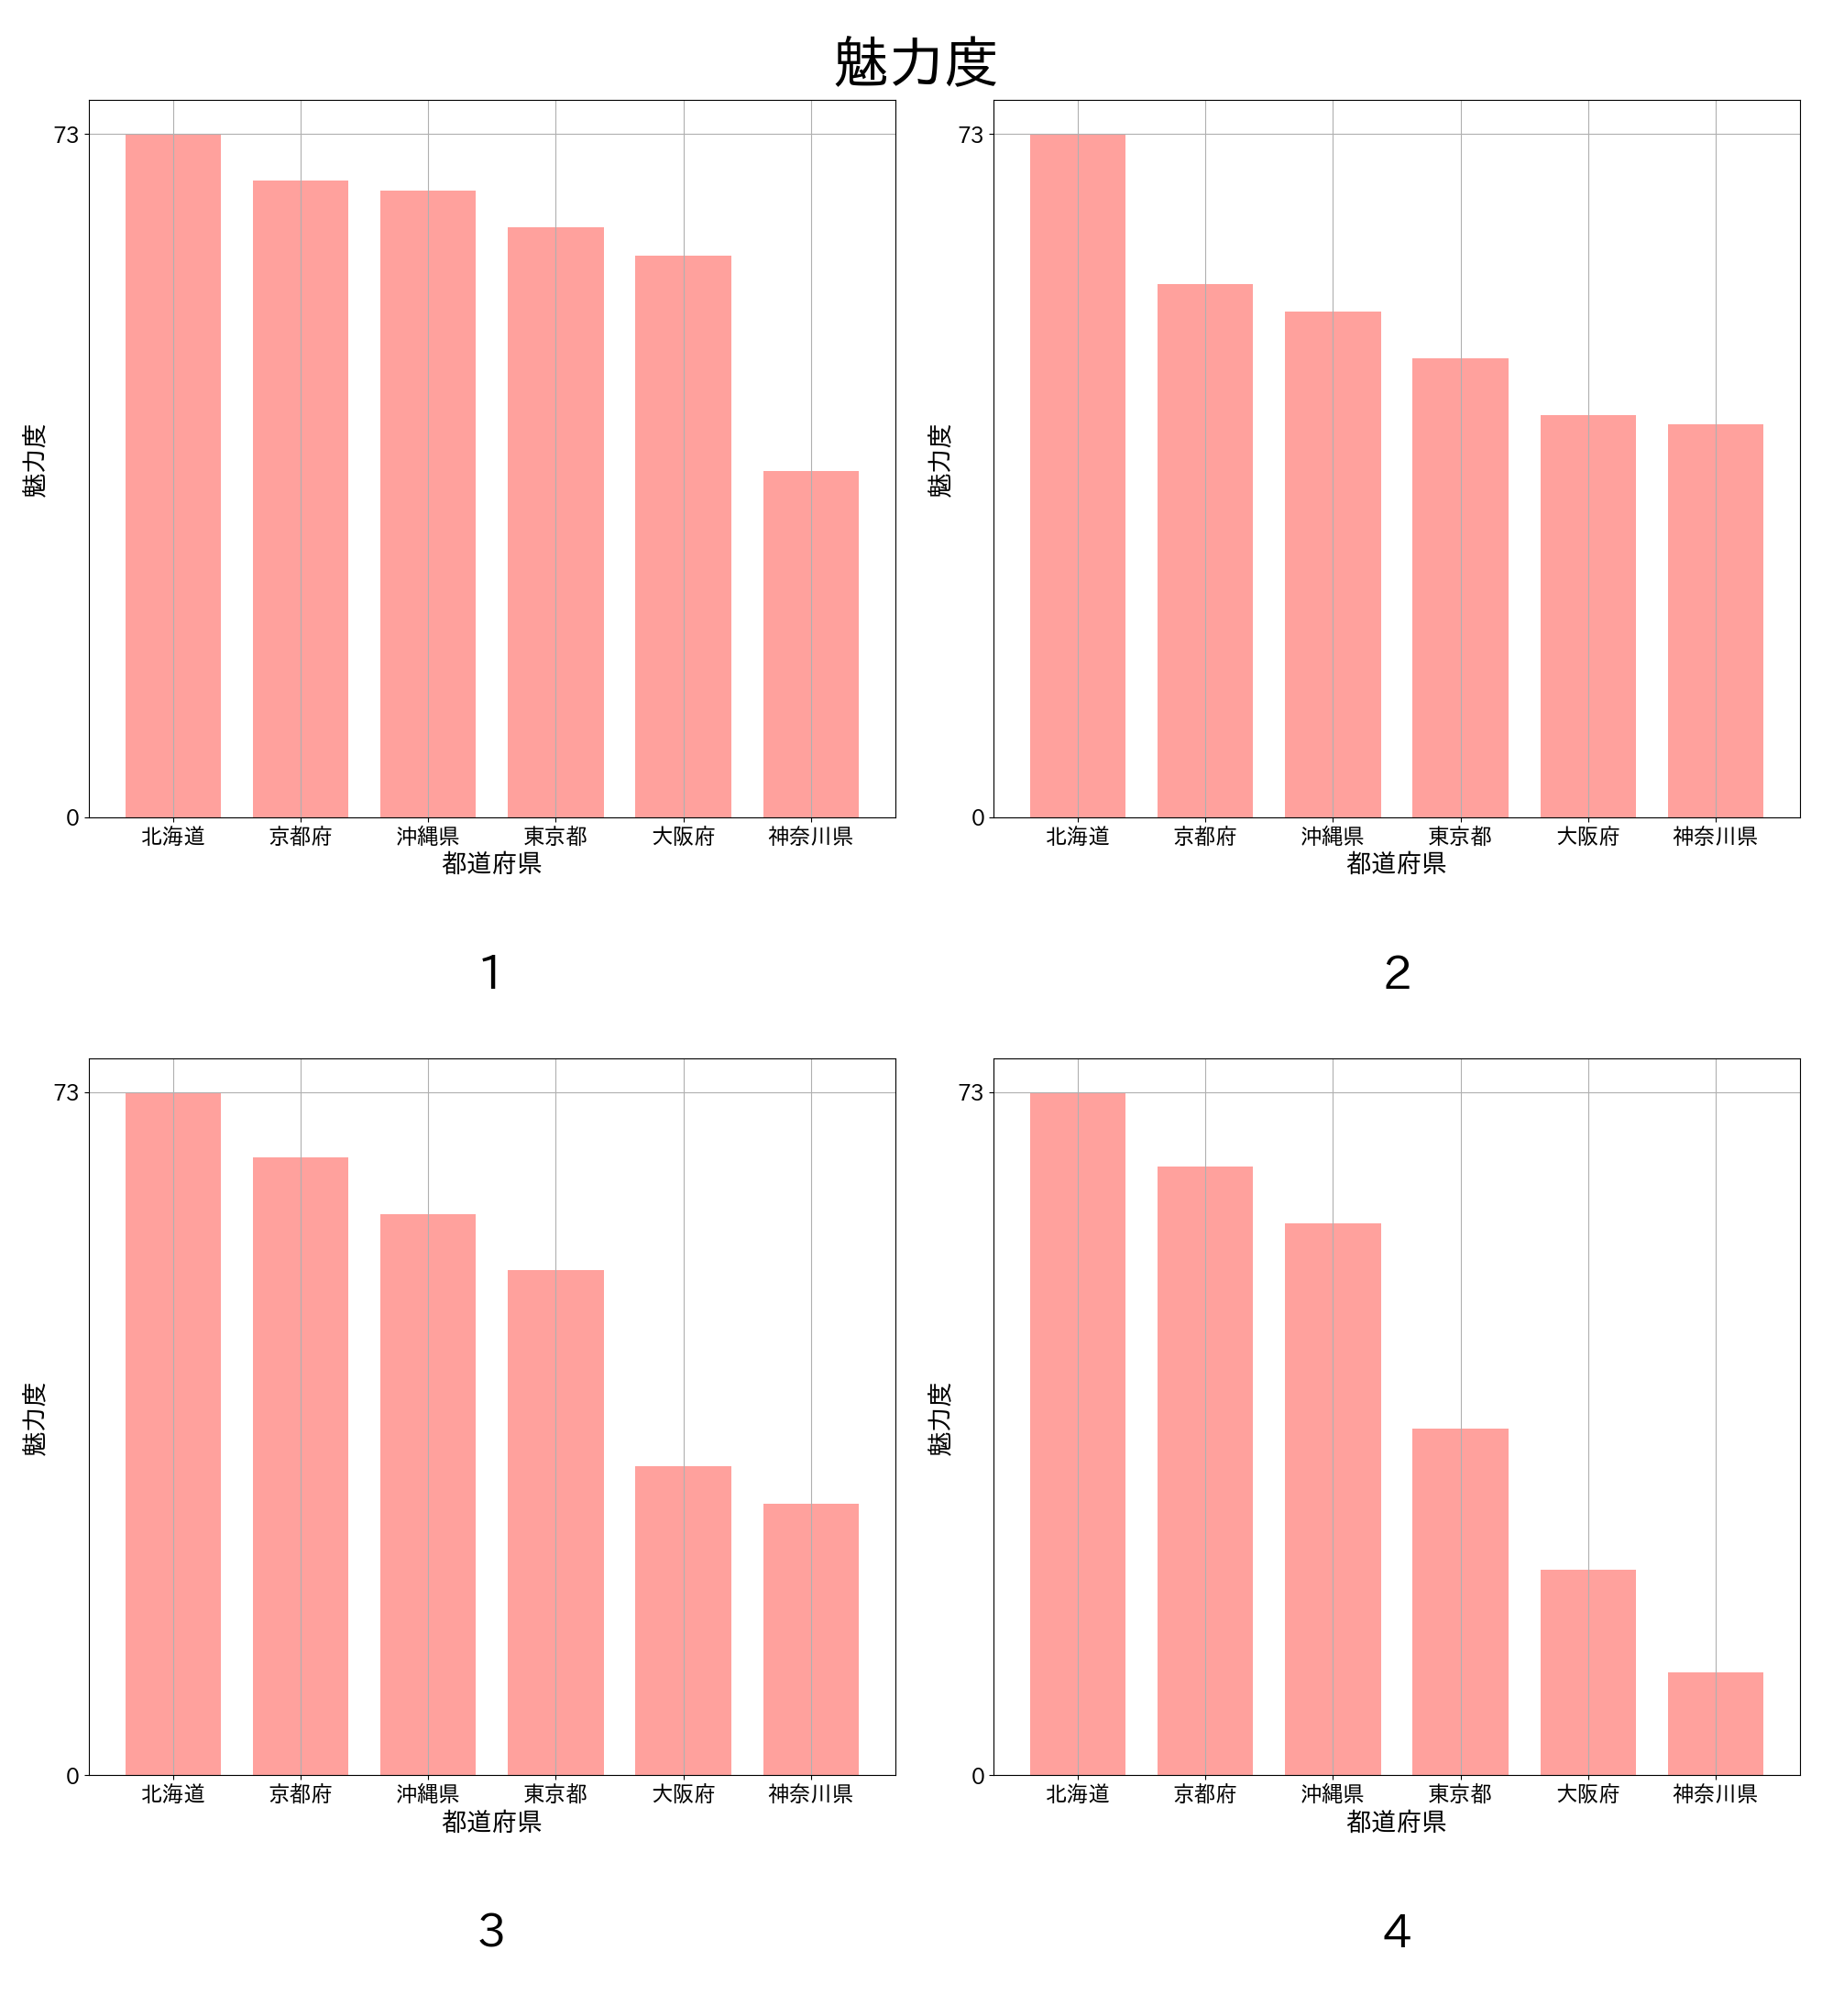 魅力度
73
0
魅力度
北海道 京都府 沖縄県 東京都 大阪府 神奈川県
都道府県
1
73
0
魅力度
北海道 京都府 沖縄県 東京都 大阪府 神奈川県
都道府県
2
73
0
魅力度
北海道 京都府 沖縄県 東京都 大阪府 神奈川県
都道府県
3
73
0
魅力度
北海道 京都府 沖縄県 東京都 大阪府 神奈川県
都道府県
4